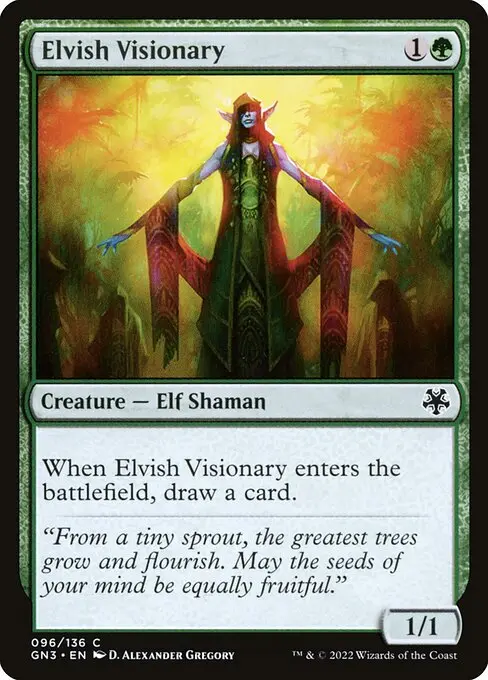 Elvish Visionary 1
Creature — Elf Shaman
When Elvish Visionary enters the
battlefield, draw a card.
“From a tiny sprout, the greatest trees
grow and flourish. May the seeds of
your mind be equally fruitful.”
1/1
096/136 C
GN3 • EN D. Alexander Gregory
™ & © 2022 Wizards of the Coast